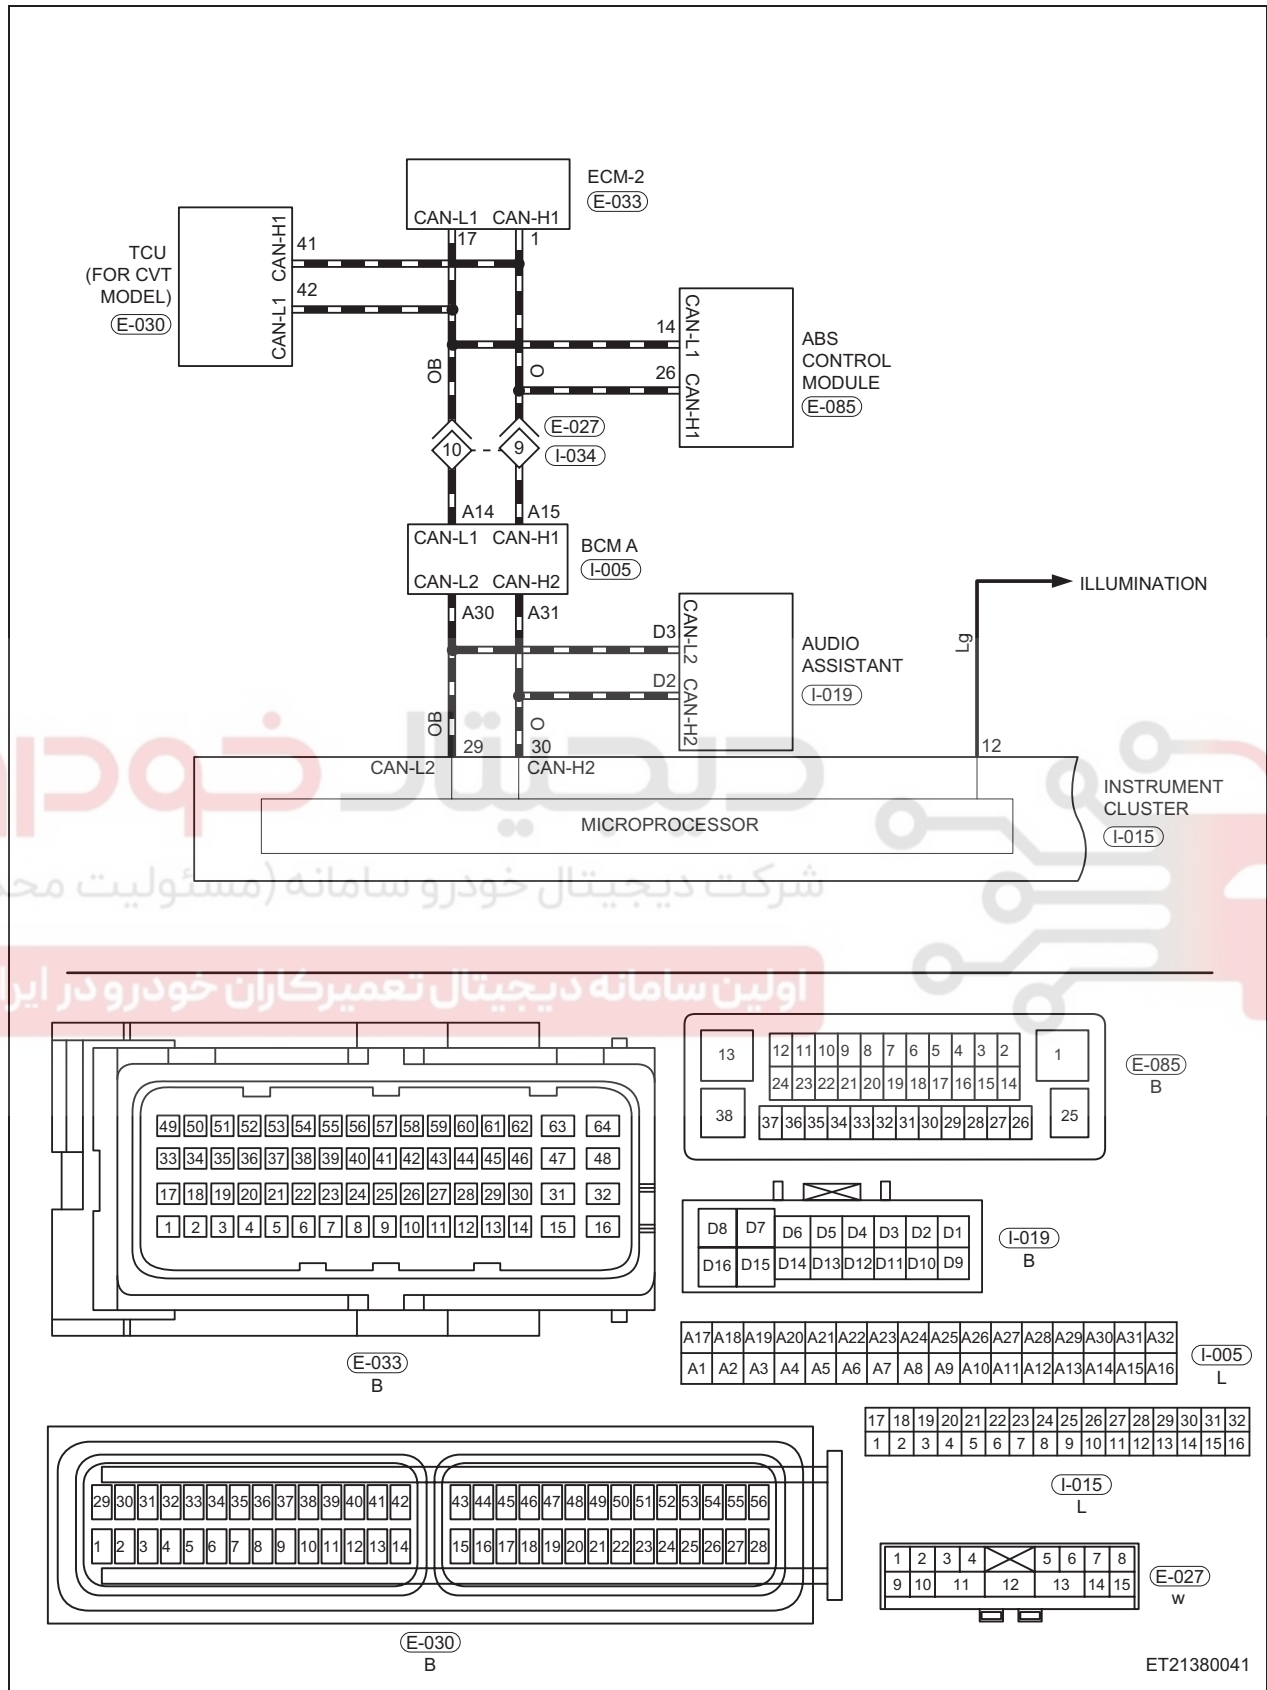 ECM-2
E-033
CAN-L1 CAN-H1
17 1
TCU
(FOR CVT
MODEL)
E-030
CAN-H1
CAN-L1
41
42
14
26
CAN-L1
CAN-H1
ABS
CONTROL
MODULE
E-085
OB
O
10
9
E-027
I-034
A14 A15
CAN-L1 CAN-H1
CAN-L2 CAN-H2
BCM A
I-005
A30 A31
D3
D2
CAN-L2
CAN-H2
AUDIO
ASSISTANT
I-019
ILLUMINATION
Lg
OB
O
29 30
12
CAN-L2 CAN-H2
MICROPROCESSOR
INSTRUMENT
CLUSTER
I-015
دیجیتال خودرو
شرکت دیجیتال خودرو سامانه (مسئولیت
اولین سامانه دیجیتال تعمیرکاران خودرو در
49 50 51 52 53 54 55 56 57 58 59 60 61 62 63 64
33 34 35 36 37 38 39 40 41 42 43 44 45 46 47 48
17 18 19 20 21 22 23 24 25 26 27 28 29 30 31 32
1 2 3 4 5 6 7 8 9 10 11 12 13 14 15 16
E-033
B
13 12 11 10 9 8 7 6 5 4 3 2 1
24 23 22 21 20 19 18 17 16 15 14
38 37 36 35 34 33 32 31 30 29 28 27 26 25
E-085
B
D8 D7 D6 D5 D4 D3 D2 D1
D16 D15 D14 D13 D12 D11 D10 D9
I-019
B
A17 A18 A19 A20 A21 A22 A23 A24 A25 A26 A27 A28 A29 A30 A31 A32
A1 A2 A3 A4 A5 A6 A7 A8 A9 A10 A11 A12 A13 A14 A15 A16
I-005
L
17 18 19 20 21 22 23 24 25 26 27 28 29 30 31 32
1 2 3 4 5 6 7 8 9 10 11 12 13 14 15 16
I-015
L
29 30 31 32 33 34 35 36 37 38 39 40 41 42 43 44 45 46 47 48 49 50 51 52 53 54 55 56
1 2 3 4 5 6 7 8 9 10 11 12 13 14 15 16 17 18 19 20 21 22 23 24 25 26 27 28
E-030
B
1 2 3 4 5 6 7 8
9 10 11 12 13 14 15
E-027
w
ET21380041